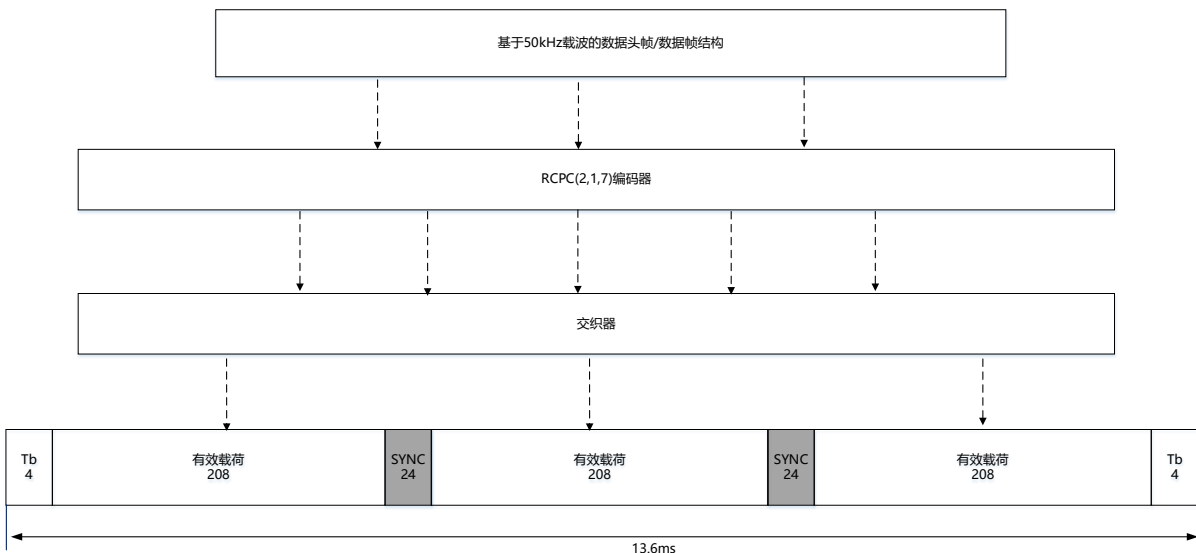 基于50kHz载波的数据头帧/数据帧结构
RCPC(2,1,7)编码器
交织器
Tb
4
有效载荷
208
SYNC
24
有效载荷
208
SYNC
24
有效载荷
208
Tb
4
13.6ms